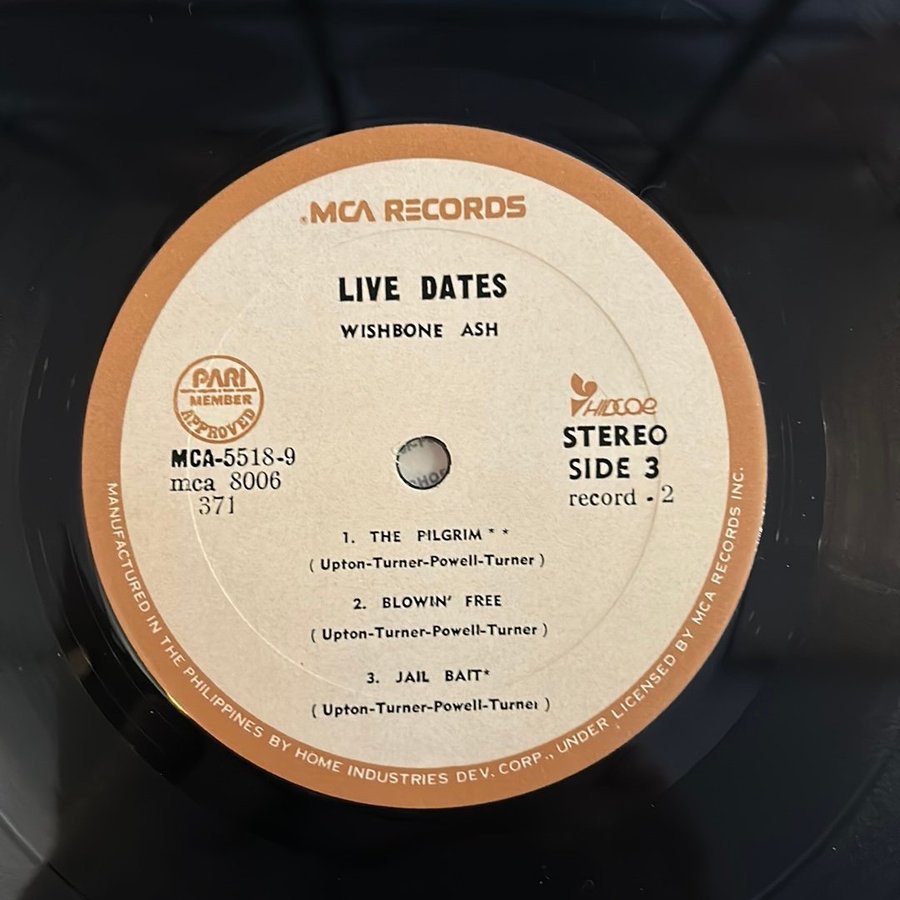 MCA RECORDS
LIVE DATES
WISHBONE ASH
PARI
MEMBER
APPROVED
MCA-5518-9
mca 8006
371
HIDCOR
STEREO
SIDE 3
record - 2
1. THE PILGRIM * *
( Upton-Turner-Powell-Turner )
2. BLOWIN' FREE
( Upton-Turner-Powell-Turner )
3. JAIL BAIT*
( Upton-Turner-Powell-Turner )
MANUFACTURED IN THE PHILIPPINES BY HOME INDUSTRIES DEV. CORP., UNDER LICENSED BY MCA RECORDS INC.